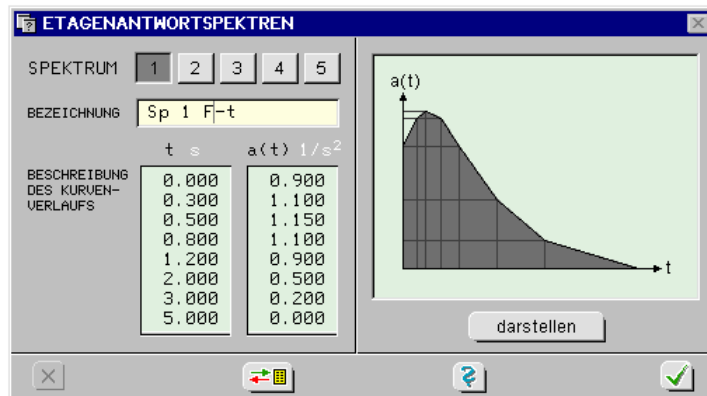 ETAGENANTWORTSPEKTREN
SPEKTRUM 1 2 3 4 5
BEZEICHNUNG Sp 1 F-t
t s a(t) 1/s²
BESCHREIBUNG
DES KURVEN-
VERLAUFS
0.000 0.900
0.300 1.100
0.500 1.150
0.800 1.100
1.200 0.900
2.000 0.500
3.000 0.200
5.000 0.000
a(t)
t
darstellen